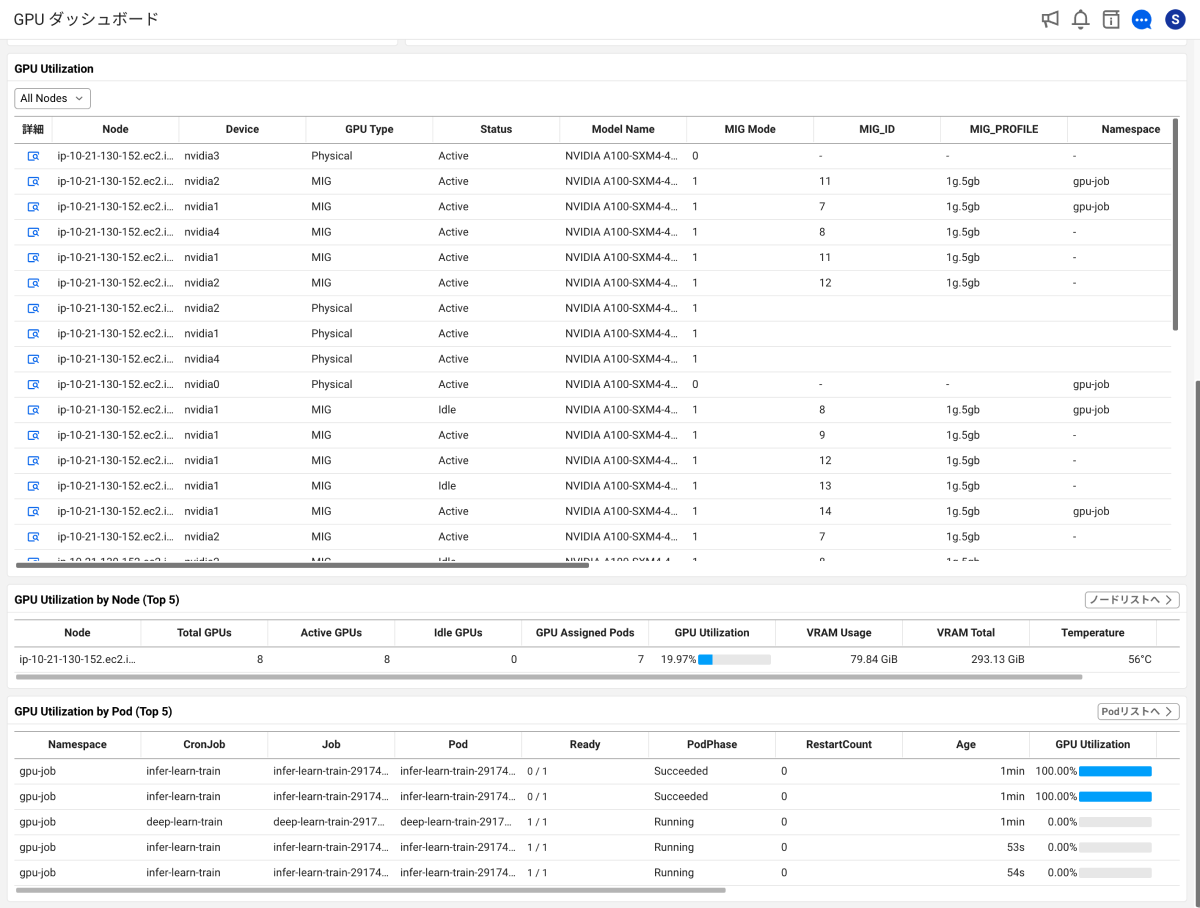 GPU ダッシュボード
S
GPU Utilization
All Nodes
詳細 Node Device GPU Type Status Model Name MIG Mode MIG_ID MIG_PROFILE Namespace
ip-10-21-130-152.ec2.i... nvidia3 Physical Active NVIDIA A100-SXM4-4... 0 - - -
ip-10-21-130-152.ec2.i... nvidia2 MIG Active NVIDIA A100-SXM4-4... 1 11 1g.5gb gpu-job
ip-10-21-130-152.ec2.i... nvidia1 MIG Active NVIDIA A100-SXM4-4... 1 7 1g.5gb gpu-job
ip-10-21-130-152.ec2.i... nvidia4 MIG Active NVIDIA A100-SXM4-4... 1 8 1g.5gb -
ip-10-21-130-152.ec2.i... nvidia1 MIG Active NVIDIA A100-SXM4-4... 1 11 1g.5gb -
ip-10-21-130-152.ec2.i... nvidia2 MIG Active NVIDIA A100-SXM4-4... 1 12 1g.5gb -
ip-10-21-130-152.ec2.i... nvidia2 Physical Active NVIDIA A100-SXM4-4... 1
ip-10-21-130-152.ec2.i... nvidia1 Physical Active NVIDIA A100-SXM4-4... 1
ip-10-21-130-152.ec2.i... nvidia4 Physical Active NVIDIA A100-SXM4-4... 1
ip-10-21-130-152.ec2.i... nvidia0 Physical Active NVIDIA A100-SXM4-4... 0 - - gpu-job
ip-10-21-130-152.ec2.i... nvidia1 MIG Idle NVIDIA A100-SXM4-4... 1 8 1g.5gb gpu-job
ip-10-21-130-152.ec2.i... nvidia1 MIG Active NVIDIA A100-SXM4-4... 1 9 1g.5gb -
ip-10-21-130-152.ec2.i... nvidia1 MIG Active NVIDIA A100-SXM4-4... 1 12 1g.5gb -
ip-10-21-130-152.ec2.i... nvidia1 MIG Idle NVIDIA A100-SXM4-4... 1 13 1g.5gb -
ip-10-21-130-152.ec2.i... nvidia1 MIG Active NVIDIA A100-SXM4-4... 1 14 1g.5gb gpu-job
ip-10-21-130-152.ec2.i... nvidia2 MIG Active NVIDIA A100-SXM4-4... 1 7 1g.5gb -
GPU Utilization by Node (Top 5) ノードリストへ
Node Total GPUs Active GPUs Idle GPUs GPU Assigned Pods GPU Utilization VRAM Usage VRAM Total Temperature
ip-10-21-130-152.ec2.i... 8 8 0 7 19.97% 79.84 GiB 293.13 GiB 56°C
GPU Utilization by Pod (Top 5) Podリストへ
Namespace CronJob Job Pod Ready PodPhase RestartCount Age GPU Utilization
gpu-job infer-learn-train infer-learn-train-29174... infer-learn-train-29174... 0 / 1 Succeeded 0 1min 100.00%
gpu-job infer-learn-train infer-learn-train-29174... infer-learn-train-29174... 0 / 1 Succeeded 0 1min 100.00%
gpu-job deep-learn-train deep-learn-train-2917... deep-learn-train-2917... 1 / 1 Running 0 1min 0.00%
gpu-job infer-learn-train infer-learn-train-29174... infer-learn-train-29174... 1 / 1 Running 0 53s 0.00%
gpu-job infer-learn-train infer-learn-train-29174... infer-learn-train-29174... 1 / 1 Running 0 54s 0.00%